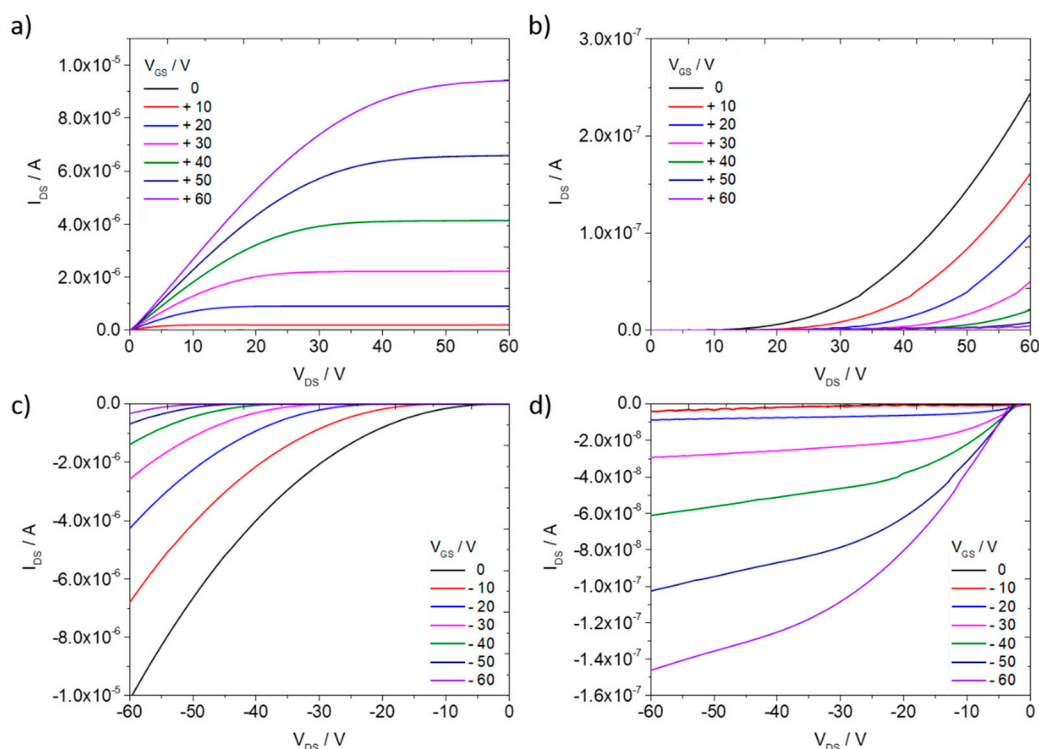 a)
1.0x10⁻⁵
8.0x10⁻⁶
6.0x10⁻⁶
4.0x10⁻⁶
2.0x10⁻⁶
0.0
I_DS / A
V_GS / V
0
+ 10
+ 20
+ 30
+ 40
+ 50
+ 60
0 10 20 30 40 50 60
V_DS / V
b)
3.0x10⁻⁷
2.0x10⁻⁷
1.0x10⁻⁷
0.0
I_DS / A
V_GS / V
0
+ 10
+ 20
+ 30
+ 40
+ 50
+ 60
0 10 20 30 40 50 60
V_DS / V
c)
0.0
-2.0x10⁻⁶
-4.0x10⁻⁶
-6.0x10⁻⁶
-8.0x10⁻⁶
-1.0x10⁻⁵
I_DS / A
V_GS / V
0
- 10
- 20
- 30
- 40
- 50
- 60
-60 -50 -40 -30 -20 -10 0
V_DS / V
d)
0.0
-2.0x10⁻⁸
-4.0x10⁻⁸
-6.0x10⁻⁸
-8.0x10⁻⁸
-1.0x10⁻⁷
-1.2x10⁻⁷
-1.4x10⁻⁷
-1.6x10⁻⁷
I_DS / A
V_GS / V
0
- 10
- 20
- 30
- 40
- 50
- 60
-60 -50 -40 -30 -20 -10 0
V_DS / V